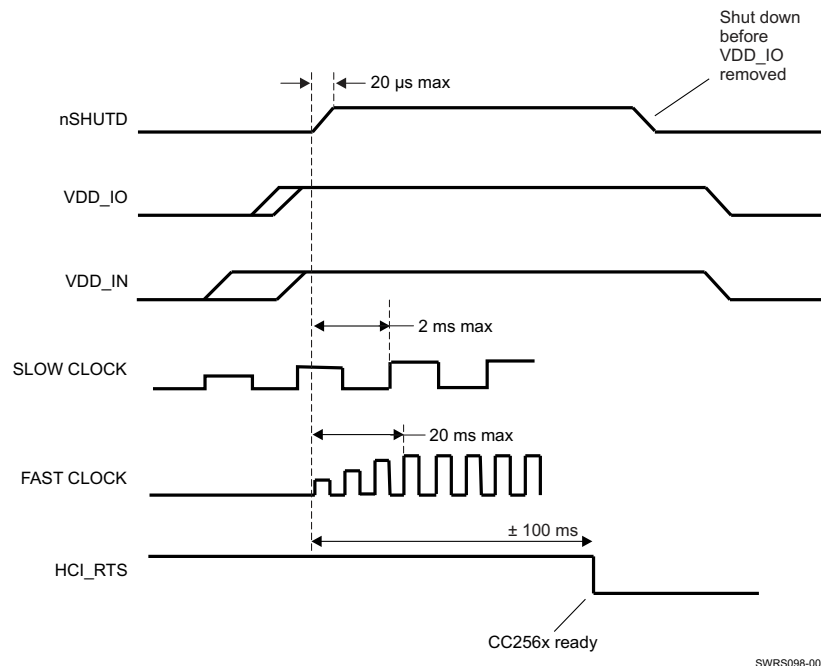 Shut down
before
VDD_IO
removed
20 µs max
nSHUTD
VDD_IO
VDD_IN
2 ms max
SLOW CLOCK
20 ms max
FAST CLOCK
± 100 ms
HCI_RTS
CC256x ready
SWRS098-00